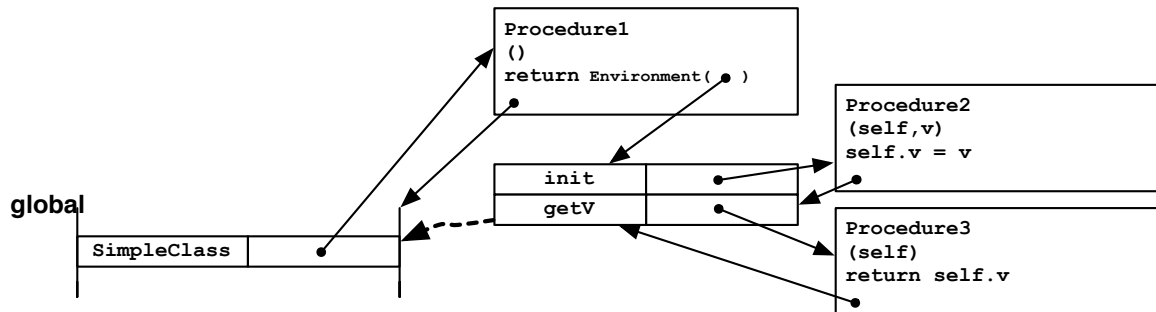 Procedure1
()
return Environment( )
Procedure2
(self,v)
self.v = v
init
getV
global
SimpleClass
Procedure3
(self)
return self.v